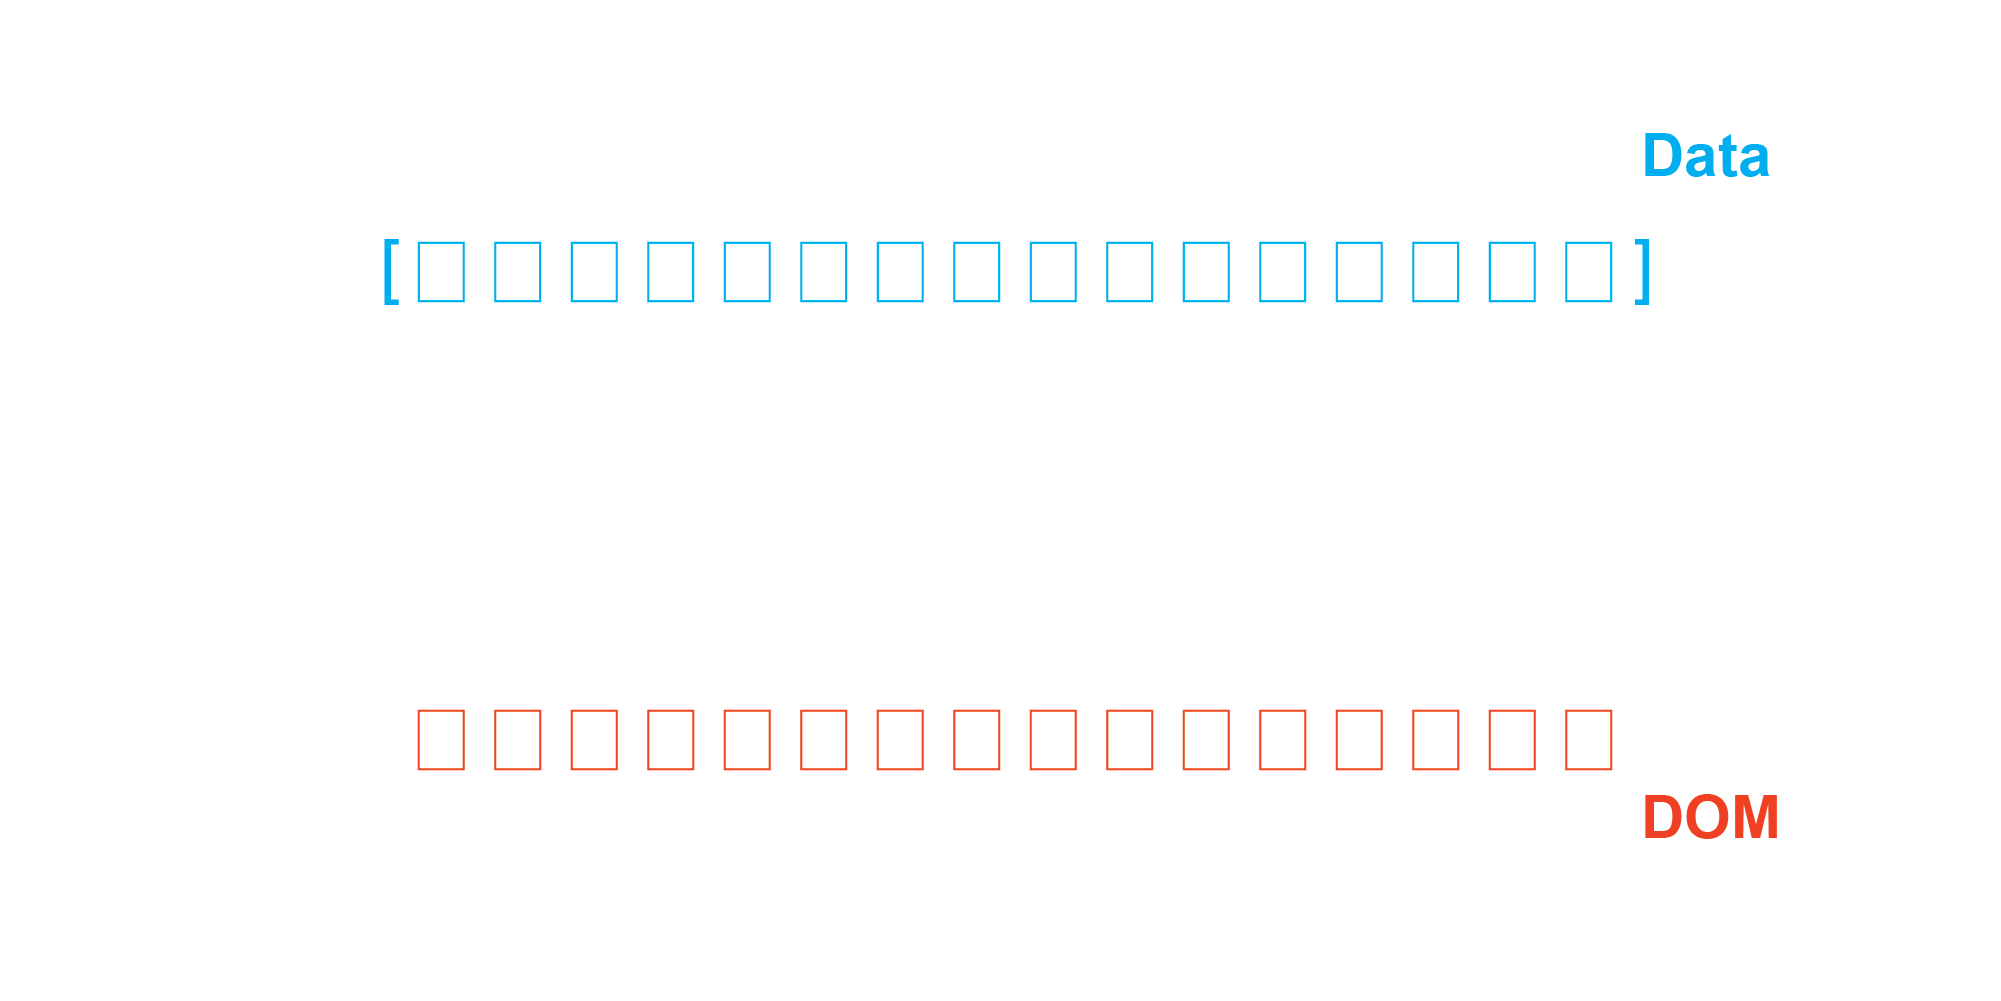 Data
[ ]
DOM